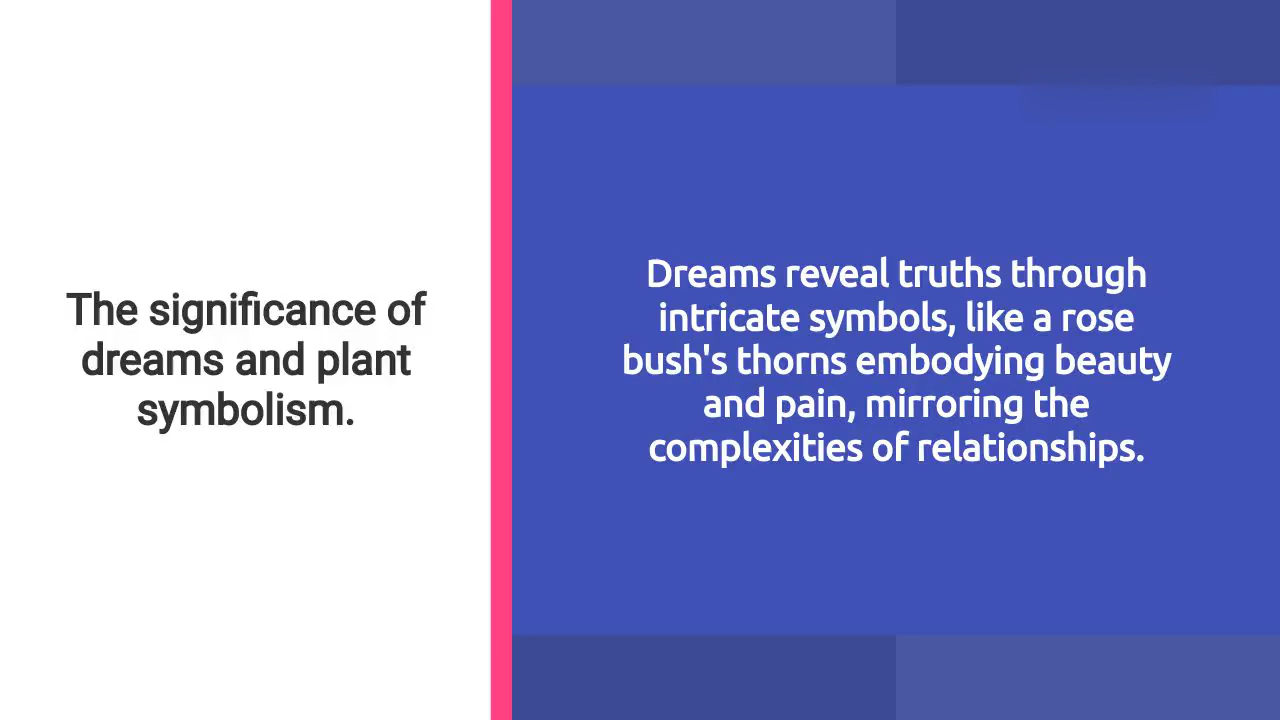 The significance of
dreams and plant
symbolism.
Dreams reveal truths through
intricate symbols, like a rose
bush's thorns embodying beauty
and pain, mirroring the
complexities of relationships.